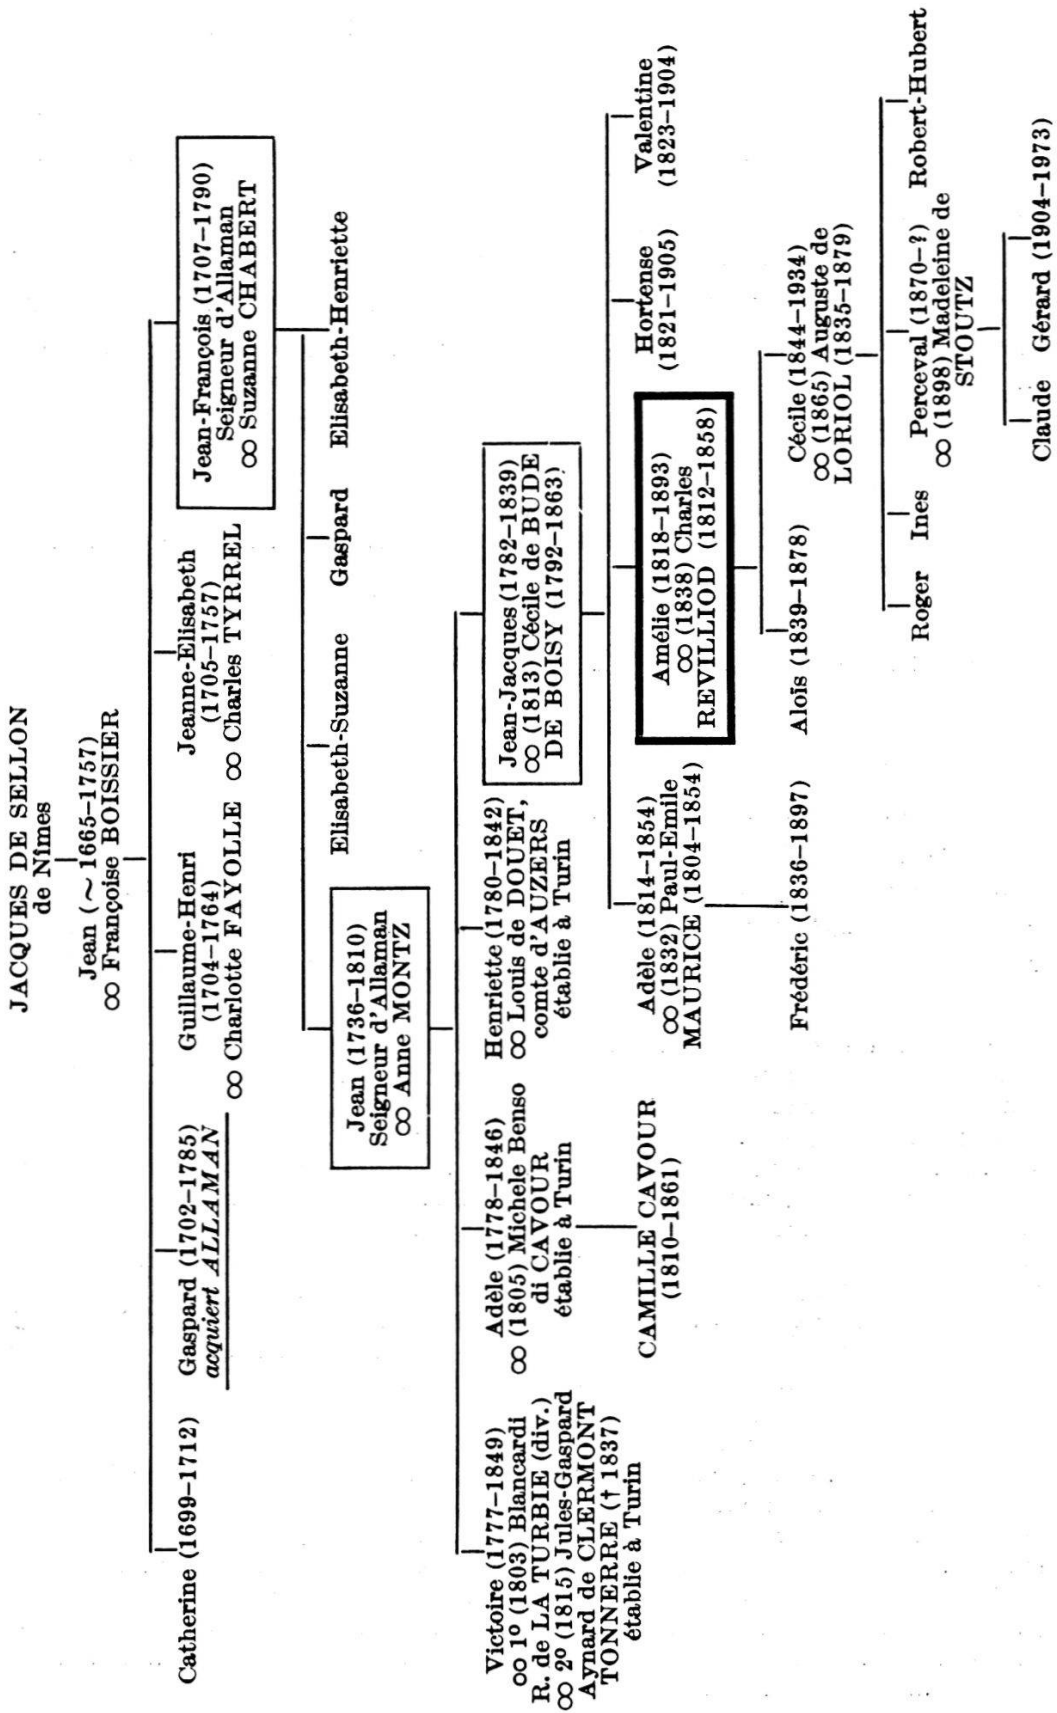 JACQUES DE SELLON
de Nîmes
Jean (~ 1665–1757)
∞ Françoise BOISSIER
Catherine (1699–1712)
Gaspard (1702–1785)
acquiert ALLAMAN
Guillaume-Henri
(1704–1764)
∞ Charlotte FAYOLLE
Jeanne-Elisabeth
(1705–1757)
∞ Charles TYRREL
Jean-François (1707–1790)
Seigneur d'Allaman
∞ Suzanne CHABERT
Jean (1736–1810)
Seigneur d'Allaman
∞ Anne MONTZ
Elisabeth-Suzanne
Gaspard
Elisabeth-Henriette
Victoire (1777–1849)
∞ 1º (1803) Blancardi
R. de LA TURBIE (div.)
∞ 2º (1815) Jules-Gaspard
Aynard de CLERMONT
TONNERRE († 1837)
établie à Turin
Adèle (1778–1846)
∞ (1805) Michele Benso
di CAVOUR
établie à Turin
Henriette (1780–1842)
∞ Louis de DOUET,
comte d'AUZERS
établie à Turin
Jean-Jacques (1782–1839)
∞ (1813) Cécile de BUDE
DE BOISY (1792–1863)
CAMILLE CAVOUR
(1810–1861)
Adèle (1814–1854)
∞ (1832) Paul-Emile
MAURICE (1804–1854)
Amélie (1818–1893)
∞ (1838) Charles
REVILLIOD (1812–1858)
Hortense
(1821–1905)
Valentine
(1823–1904)
Frédéric (1836–1897)
Aloïs (1839–1878)
Cécile (1844–1934)
∞ (1865) Auguste de
LORIOL (1835–1879)
Roger
Ines
Perceval (1870–?)
∞ (1898) Madeleine de
STOUTZ
Robert-Hubert
Claude
Gérard (1904–1973)